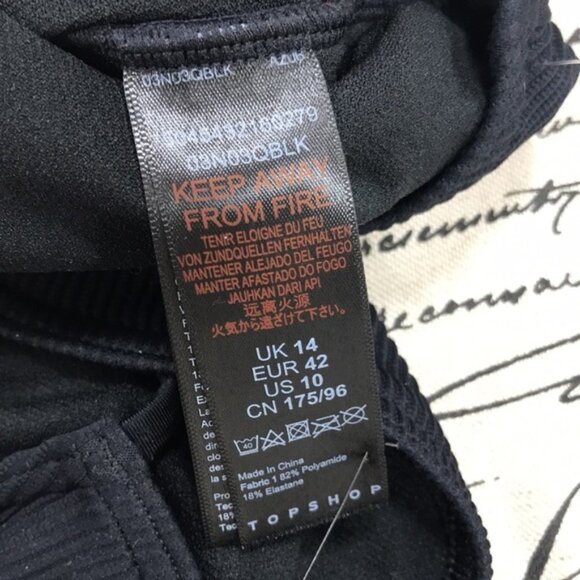 03N03QBLK
03N03QBLK
KEEP AWAY
FROM FIRE
TENIR ELOIGNE DU FEU
VON ZUNDQUELLEN FERNHALTEN
MANTENER ALEJADO DEL FEUGO
MANTER AFASTADO DO FOGO
JAUHKAN DARI API
远离火源
火気から遠ざけて下さい。
UK 14
EUR 42
US 10
CN 175/96
40
Made in China
Fabric 1 82% Polyamide
18% Elastane
TOPSHOP